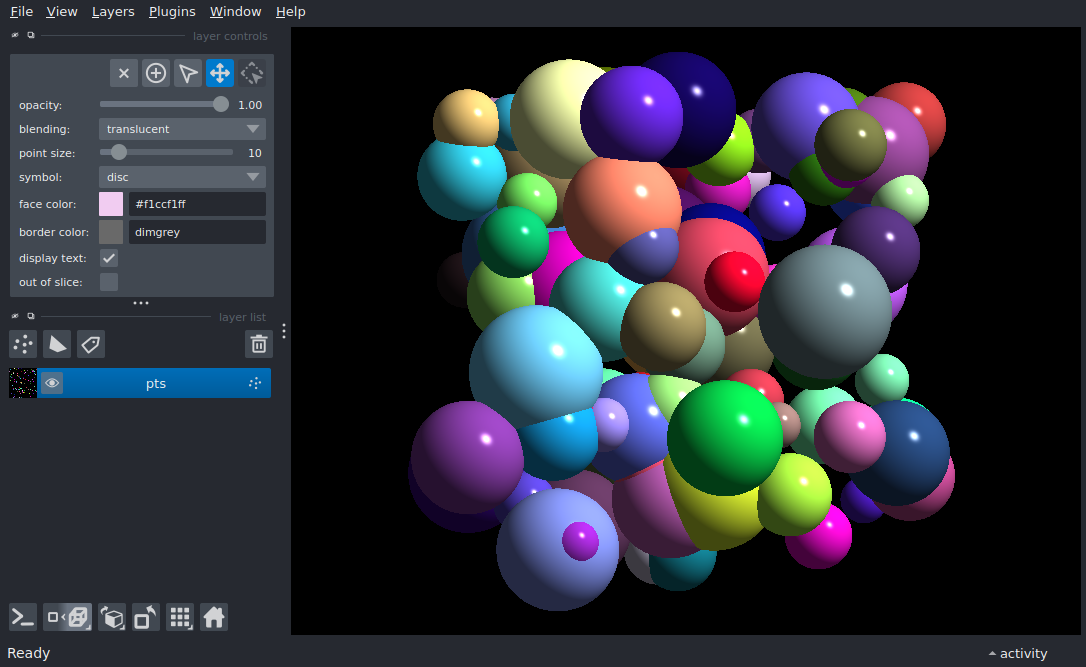 File View Layers Plugins Window Help
layer controls
opacity: 1.00
blending: translucent
point size: 10
symbol: disc
face color: #f1ccf1ff
border color: dimgrey
display text:
out of slice:
layer list
pts
Ready
activity